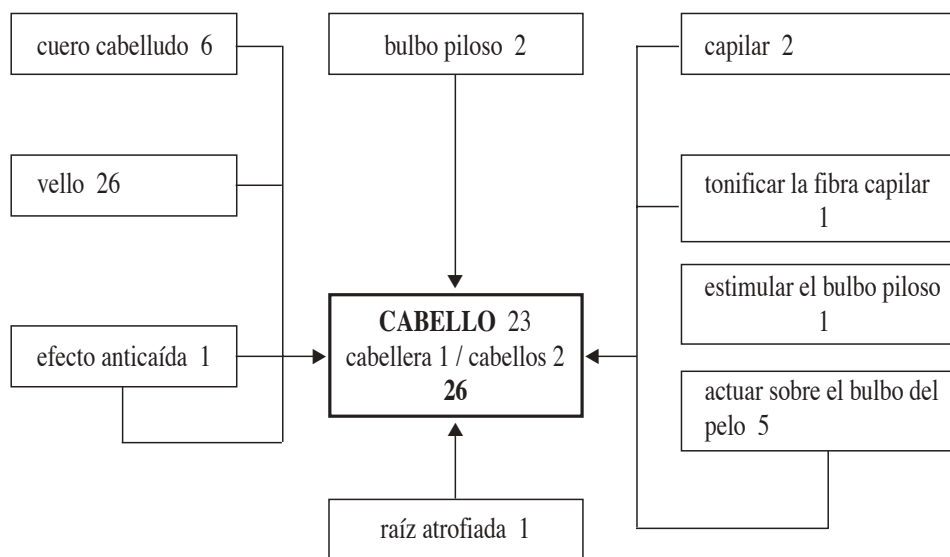 cuero cabelludo 6
bulbo piloso 2
capilar 2
vello 26
tonificar la fibra capilar
1
estimular el bulbo piloso
1
efecto anticaída 1
CABELLO 23
cabellera 1 / cabellos 2
26
actuar sobre el bulbo del
pelo 5
raíz atrofiada 1